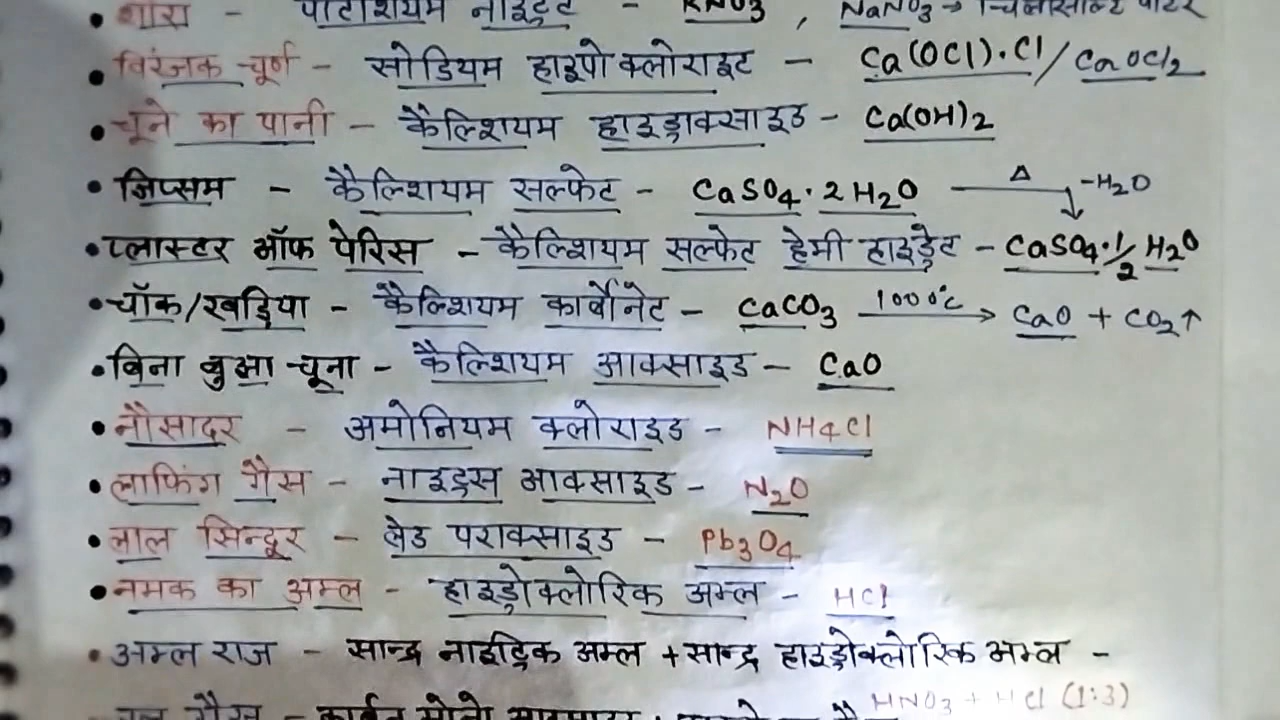 शोरा - पोटाशियम नाइट्रेट - KNO3 , NaNO3 → चिलीसाल्ट पीटर
• विरंजक चूर्ण - सोडियम हाइपो क्लोराइट - Ca(OCl)·Cl / CaOCl2
• चूने का पानी - कैल्शियम हाइड्राक्साइड - Ca(OH)2
• जिप्सम - कैल्शियम सल्फेट - CaSO4·2H2O Δ → -H2O
• प्लास्टर ऑफ पेरिस - कैल्शियम सल्फेट हेमी हाइड्रेट - CaSO4·1/2 H2O
• चॉक/खड़िया - कैल्शियम कार्बोनेट - CaCO3 1000°C → CaO + CO2↑
• बिना बुझा चूना - कैल्शियम आक्साइड - CaO
• नौसादर - अमोनियम क्लोराइड - NH4Cl
• लाफिंग गैस - नाइट्रस आक्साइड - N2O
• लाल सिन्दूर - लेड पराक्साइड - Pb3O4
• नमक का अम्ल - हाइड्रोक्लोरिक अम्ल - HCl
• अम्ल राज - सान्द्र नाइट्रिक अम्ल + सान्द्र हाइड्रोक्लोरिक अम्ल -
HNO3 + HCl (1:3)
गैस - कार्बन मोनो